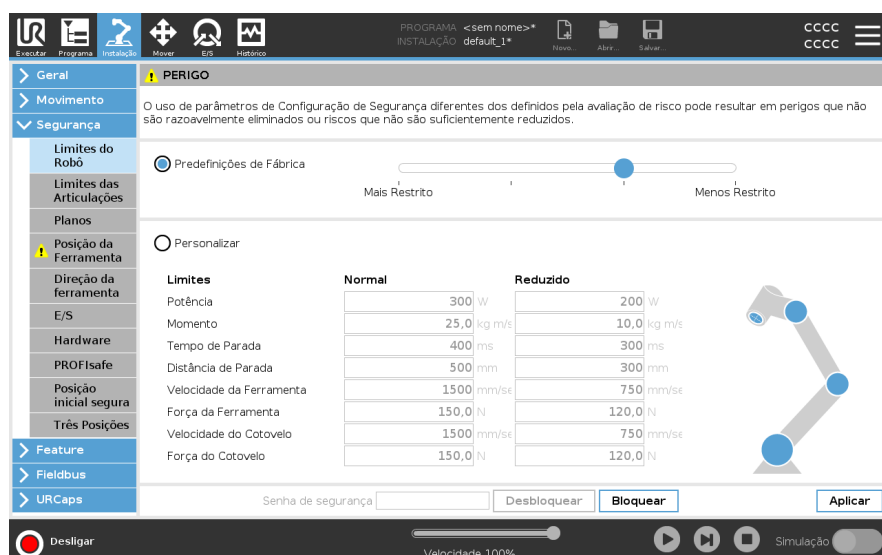 PROGRAMA <sem nome>*
INSTALAÇÃO default_1*
CCCC
CCCC
Executar Programa Instalação Mover E/S Histórico Novo... Abrir... Salvar...
Geral
Movimento
Segurança
Limites do
Robô
Limites das
Articulações
Planos
Posição da
Ferramenta
Direção da
ferramenta
E/S
Hardware
PROFIsafe
Posição
inicial segura
Três Posições
Feature
Fieldbus
URCaps
PERIGO
O uso de parâmetros de Configuração de Segurança diferentes dos definidos pela avaliação de risco pode resultar em perigos que não
são razoavelmente eliminados ou riscos que não são suficientemente reduzidos.
Predefinições de Fábrica
Mais Restrito Menos Restrito
Personalizar
Limites Normal Reduzido
Potência 300 W 200 W
Momento 25,0 kg m/s 10,0 kg m/s
Tempo de Parada 400 ms 300 ms
Distância de Parada 500 mm 300 mm
Velocidade da Ferramenta 1500 mm/se 750 mm/se
Força da Ferramenta 150,0 N 120,0 N
Velocidade do Cotovelo 1500 mm/se 750 mm/se
Força do Cotovelo 150,0 N 120,0 N
Senha de segurança Desbloquear Bloquear Aplicar
Desligar Velocidade 100% Simulação